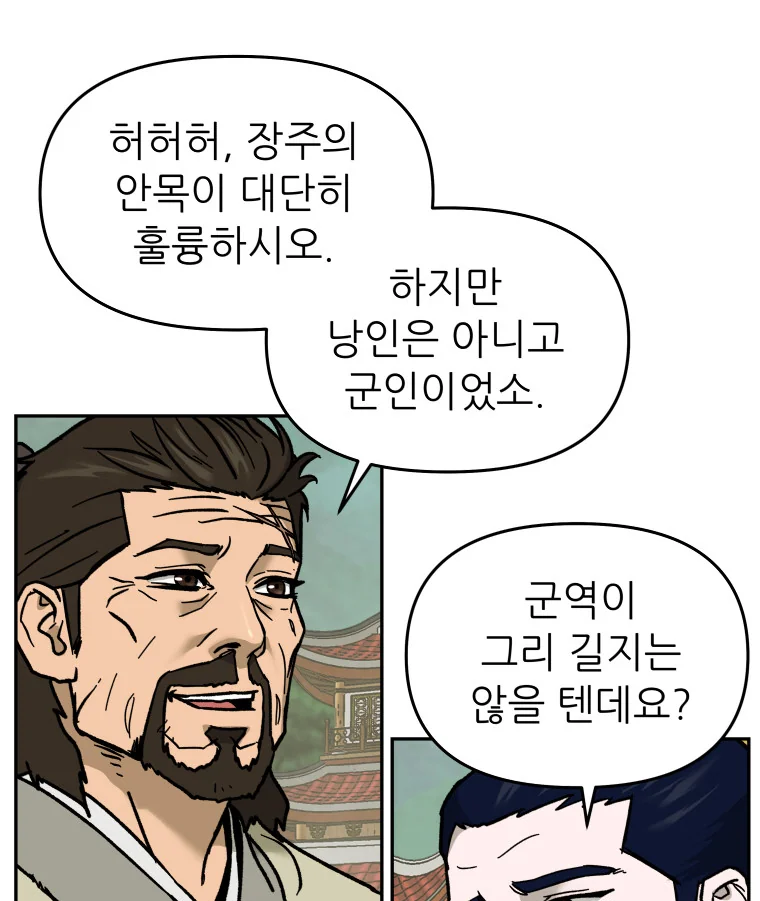 허허허, 장주의
안목이 대단히
훌륭하시오.
하지만
낭인은 아니고
군인이었소.
군역이
그리 길지는
않을 텐데요?